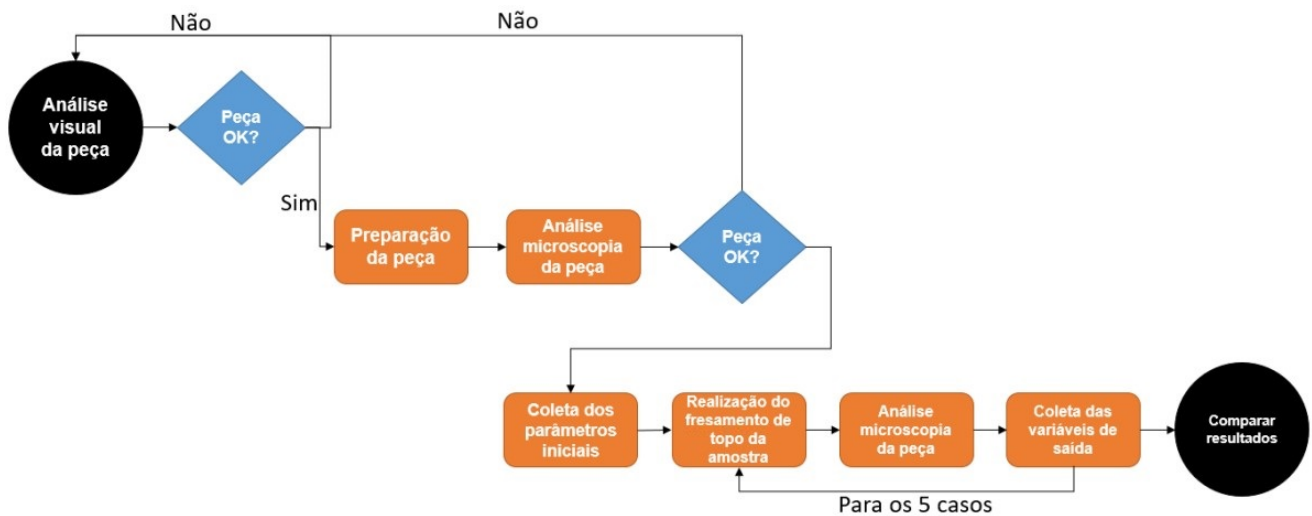 Não
Não
Análise
visual
da peça
Peça
OK?
Sim
Preparação
da peça
Análise
microscopia
da peça
Peça
OK?
Coleta dos
parâmetros
iniciais
Realização do
fresamento de
topo da
amostra
Análise
microscopia
da peça
Coleta das
variáveis de
saída
Comparar
resultados
Para os 5 casos